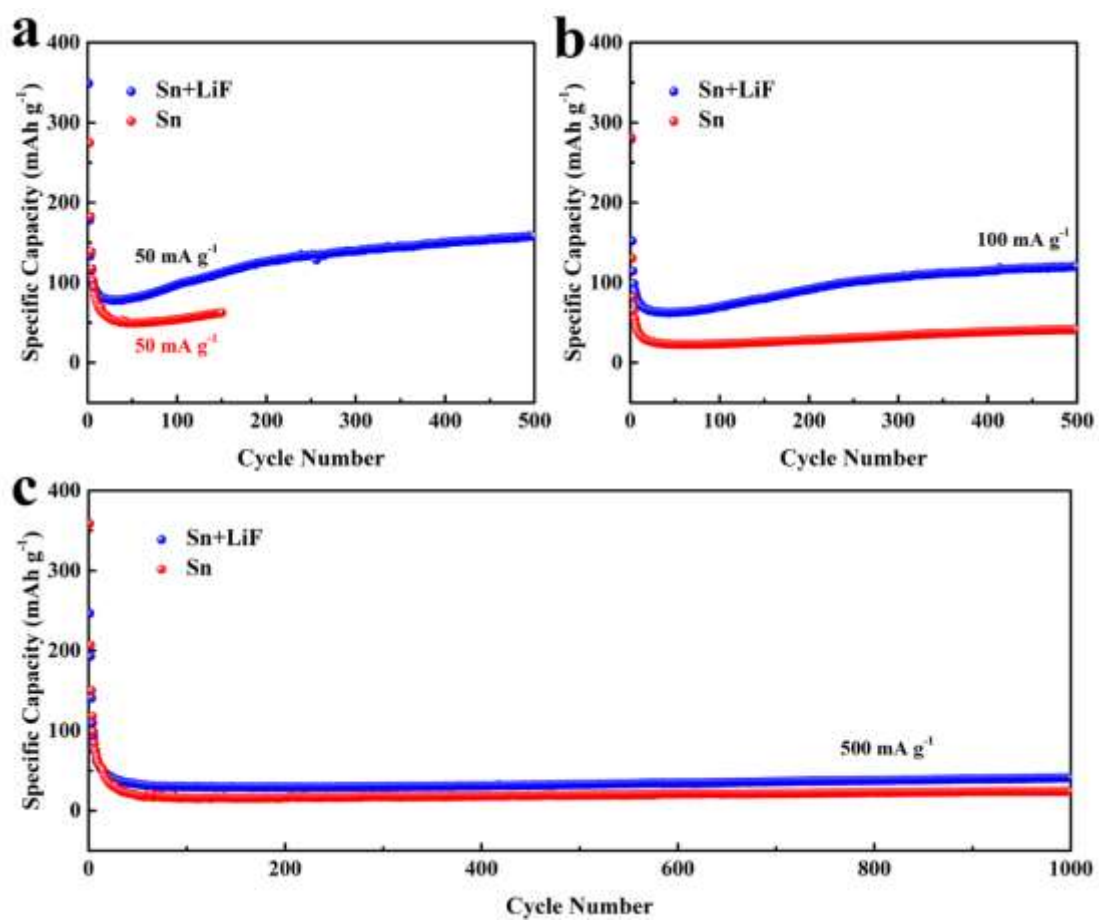 a
400
300
200
100
0
Specific Capacity (mAh g⁻¹)
Sn+LiF
Sn
50 mA g⁻¹
50 mA g⁻¹
0 100 200 300 400 500
Cycle Number
b
400
300
200
100
0
Specific Capacity (mAh g⁻¹)
Sn+LiF
Sn
100 mA g⁻¹
0 100 200 300 400 500
Cycle Number
c
400
300
200
100
0
Specific Capacity (mAh g⁻¹)
Sn+LiF
Sn
500 mA g⁻¹
0 200 400 600 800 1000
Cycle Number